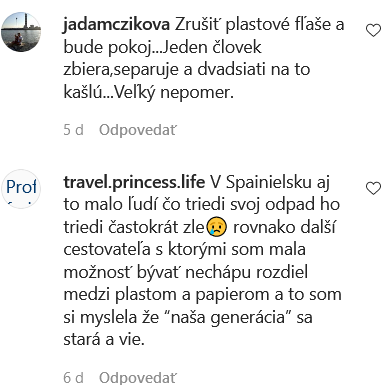 jadamczikova Zrušiť plastové fľaše a
bude pokoj...Jeden človek
zbiera,separuje a dvadsiati na to
kašlú...Veľký nepomer.
5 d Odpovedať
Prof
travel.princess.life V Spainielsku aj
to malo ľudí čo triedi svoj odpad ho
triedi častokrát zle😢 rovnako další
cestovateľa s ktorými som mala
možnosť bývať nechápu rozdiel
medzi plastom a papierom a to som
si myslela že “naša generácia” sa
stará a vie.
6 d Odpovedať